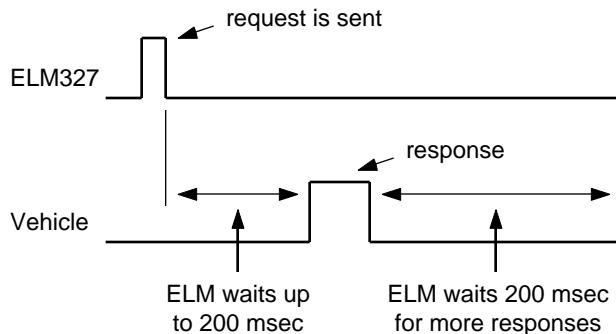 request is sent
ELM327
response
Vehicle
ELM waits up
to 200 msec
ELM waits 200 msec
for more responses